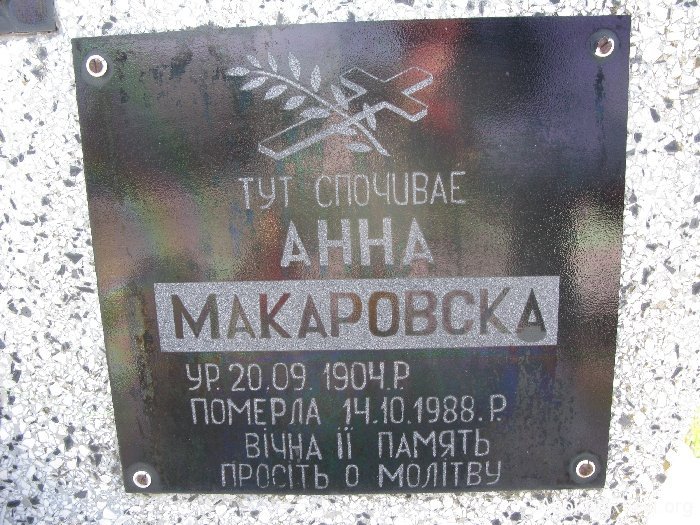 ТУТ СПОЧИВАЕ
АННА
МАКАРОВСКА
УР. 20.09. 1904.Р.
ПОМЕРЛА 14.10.1988.Р.
ВІЧНА ЇЇ ПАМЯТЬ
ПРОСІТЬ О МОЛІТВУ